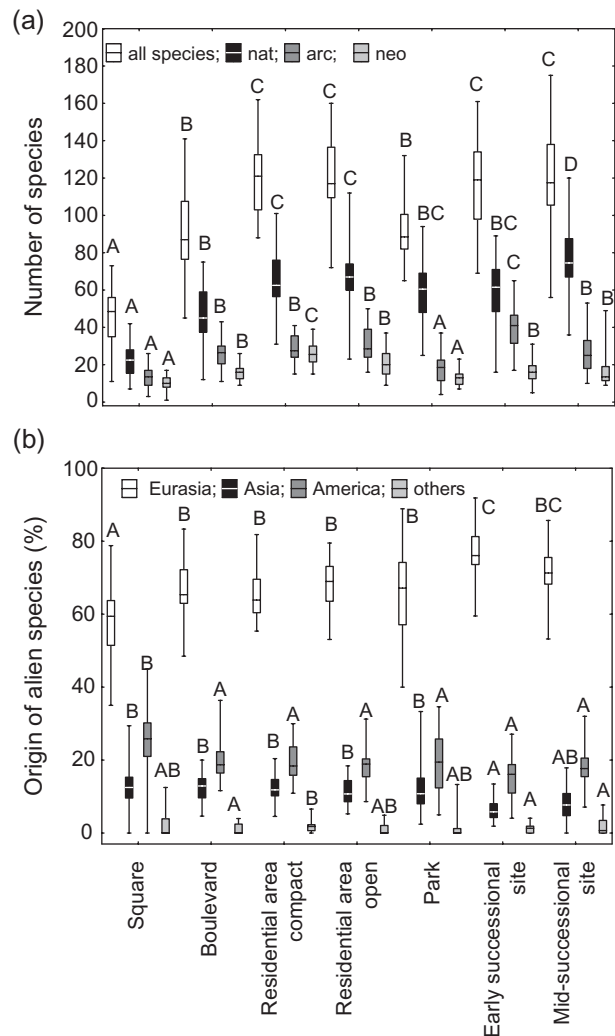 (a)
Number of species
200
180
160
140
120
100
80
60
40
20
0
all species; nat; arc; neo
A A A A
B B B B
C C B C
C C B B
B BC A A
C BC C B
C D B B
(b)
Origin of alien species (%)
100
80
60
40
20
0
Eurasia; Asia; America; others
A B B AB
B B A A
B B A B
B B A AB
B B A AB
C A A A
BC AB A A
Square
Boulevard
Residential area
compact
Residential area
open
Park
Early successional
site
Mid-successional
site